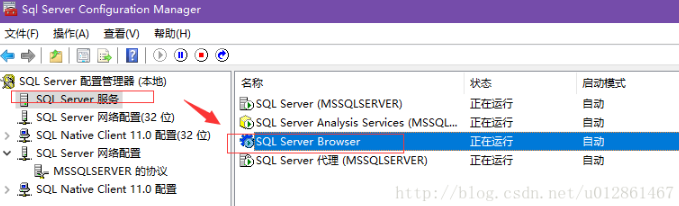 Sql Server Configuration Manager
文件(F) 操作(A) 查看(V) 帮助(H)
SQL Server 配置管理器 (本地)
SQL Server 服务
SQL Server 网络配置(32 位)
SQL Native Client 11.0 配置(32 位)
SQL Server 网络配置
MSSQLSERVER 的协议
SQL Native Client 11.0 配置
名称 状态 启动模式
SQL Server (MSSQLSERVER) 正在运行 自动
SQL Server Analysis Services (MSSQL... 正在运行 自动
SQL Server Browser 正在运行 自动
SQL Server 代理 (MSSQLSERVER) 正在运行 自动
http://blog.csdn.net/u012861467